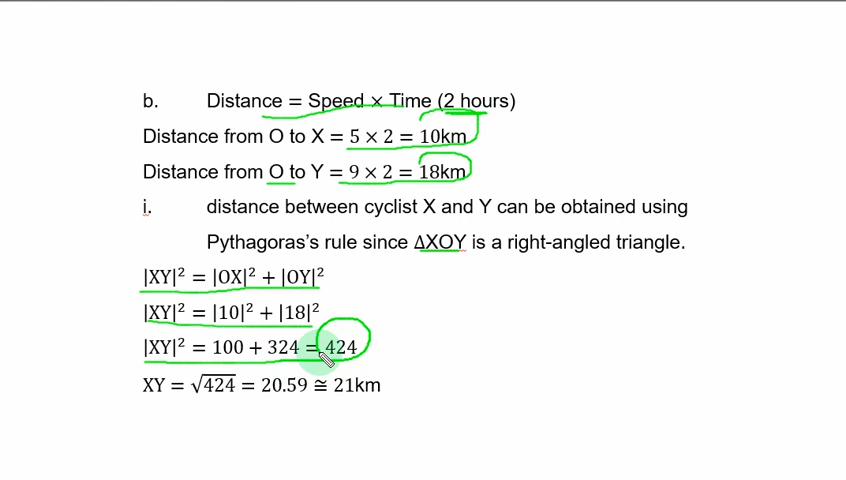 b. Distance = Speed × Time (2 hours)
Distance from O to X = 5 × 2 = 10km
Distance from O to Y = 9 × 2 = 18km
i. distance between cyclist X and Y can be obtained using
Pythagoras's rule since ΔXOY is a right-angled triangle.
|XY|² = |OX|² + |OY|²
|XY|² = |10|² + |18|²
|XY|² = 100 + 324 = 424
XY = √424 = 20.59 ≅ 21km